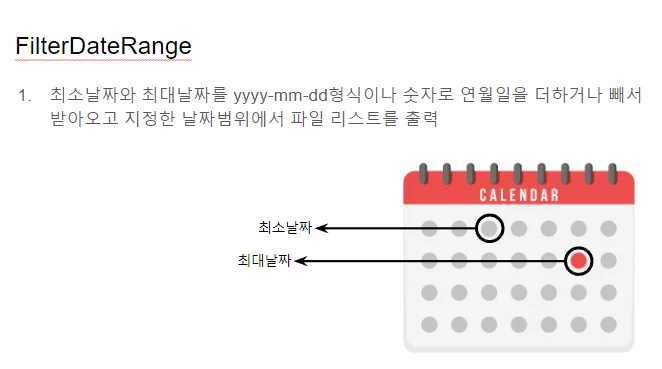 FilterDateRange
1. 최소날짜와 최대날짜를 yyyy-mm-dd형식이나 숫자로 연월일을 더하거나 빼서
받아오고 지정한 날짜범위에서 파일 리스트를 출력
CALENDAR
최소날짜
최대날짜